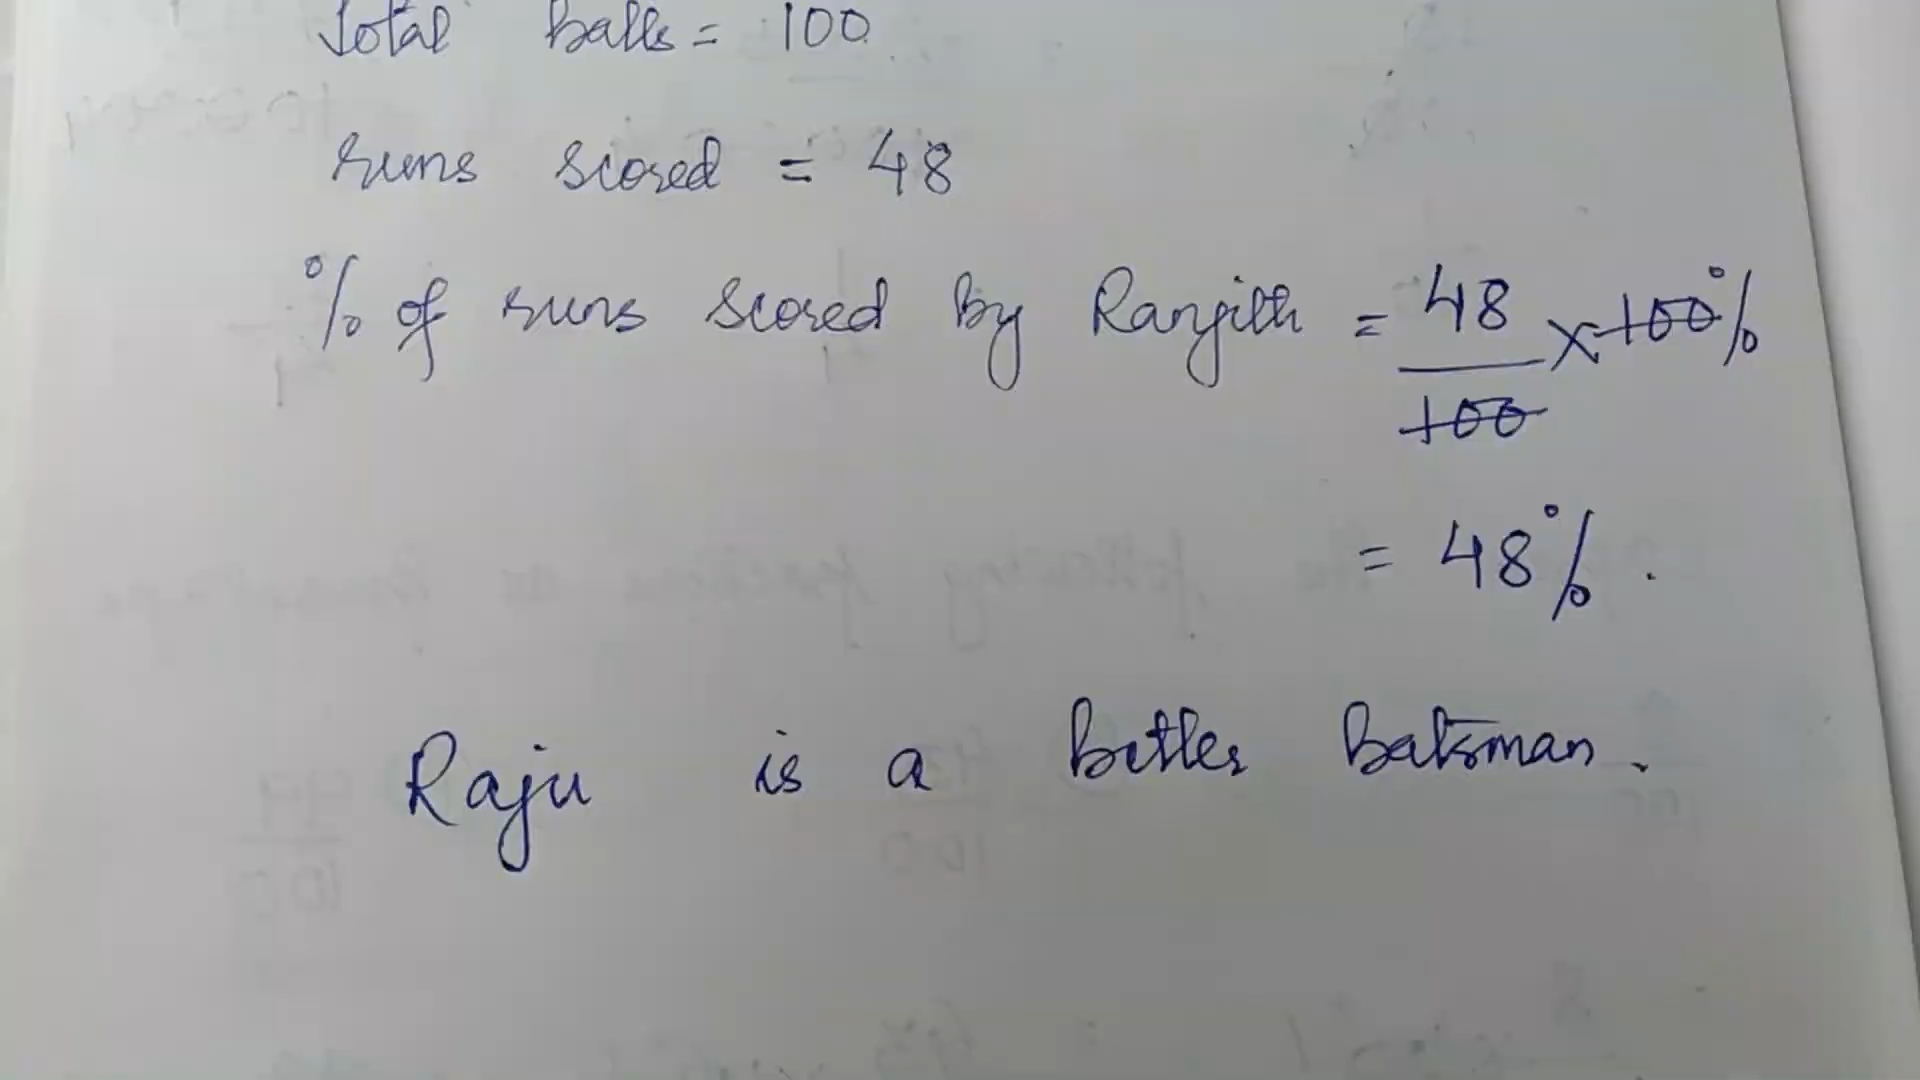 Total balls = 100
runs scored = 48
% of runs scored by Ranjith = 48/100 × 100%
= 48%.
Raju is a better Batsman.